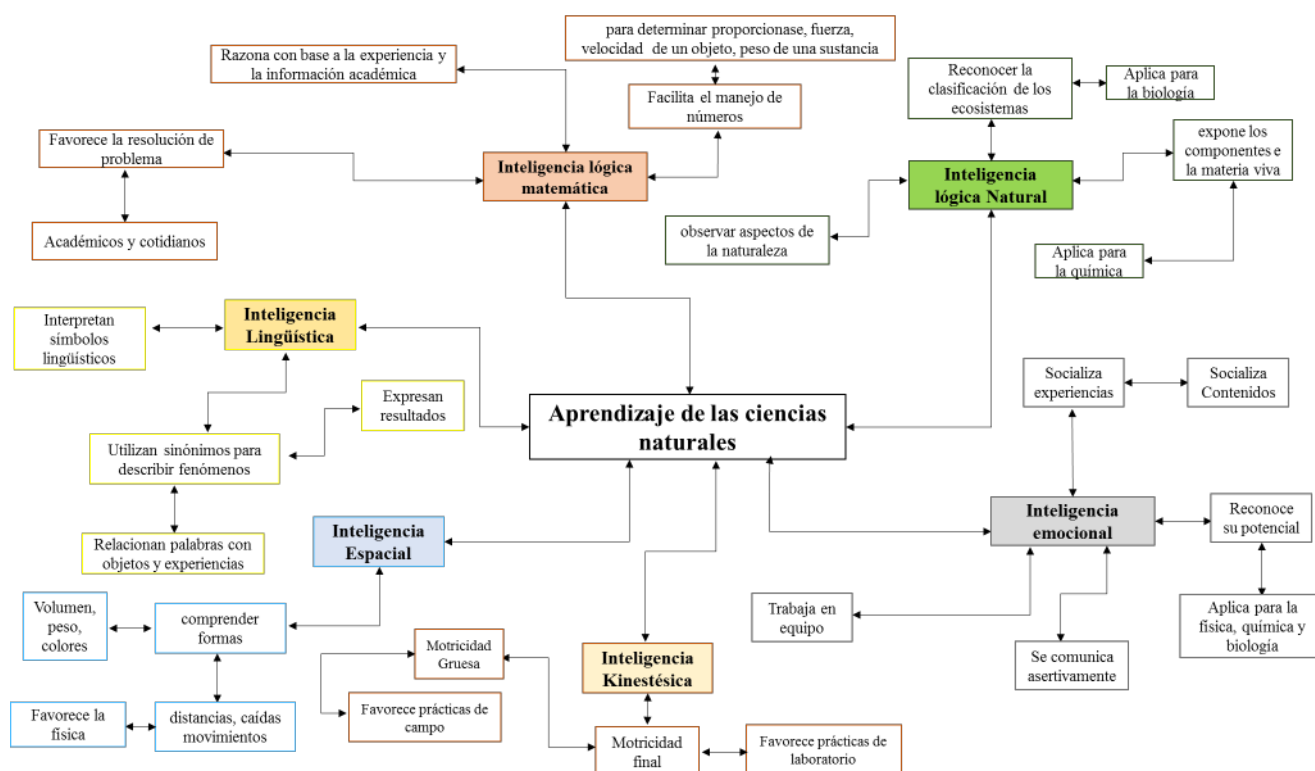 para determinar proporcionase, fuerza,
velocidad de un objeto, peso de una sustancia
Razona con base a la experiencia y
la información académica
Facilita el manejo de
números
Favorece la resolución de
problema
Inteligencia lógica
matemática
Académicos y cotidianos
Reconocer la
clasificación de los
ecosistemas
Aplica para
la biología
expone los
componentes e
la materia viva
Inteligencia
lógica Natural
observar aspectos de
la naturaleza
Aplica para
la química
Interpretan
símbolos
lingüísticos
Inteligencia
Lingüística
Expresan
resultados
Utilizan sinónimos para
describir fenómenos
Relacionan palabras con
objetos y experiencias
Aprendizaje de las ciencias
naturales
Socializa
experiencias
Socializa
Contenidos
Inteligencia
emocional
Reconoce
su potencial
Trabaja en
equipo
Se comunica
asertivamente
Aplica para la
física, química y
biología
Inteligencia
Espacial
Volumen,
peso,
colores
comprender
formas
Favorece la
física
distancias, caídas
movimientos
Motricidad
Gruesa
Inteligencia
Kinestésica
Favorece prácticas de
campo
Motricidad
final
Favorece prácticas de
laboratorio